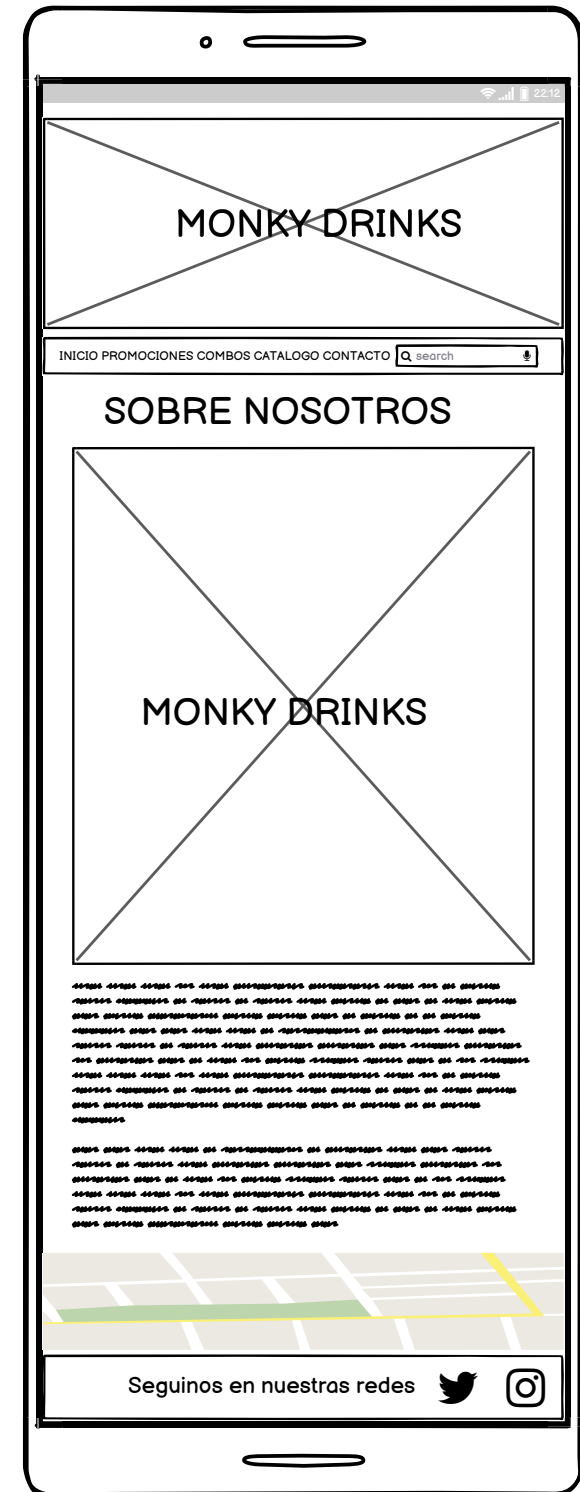 22:12
MONKY DRINKS
INICIO PROMOCIONES COMBOS CATALOGO CONTACTO search
SOBRE NOSOTROS
MONKY DRINKS
Seguinos en nuestras redes